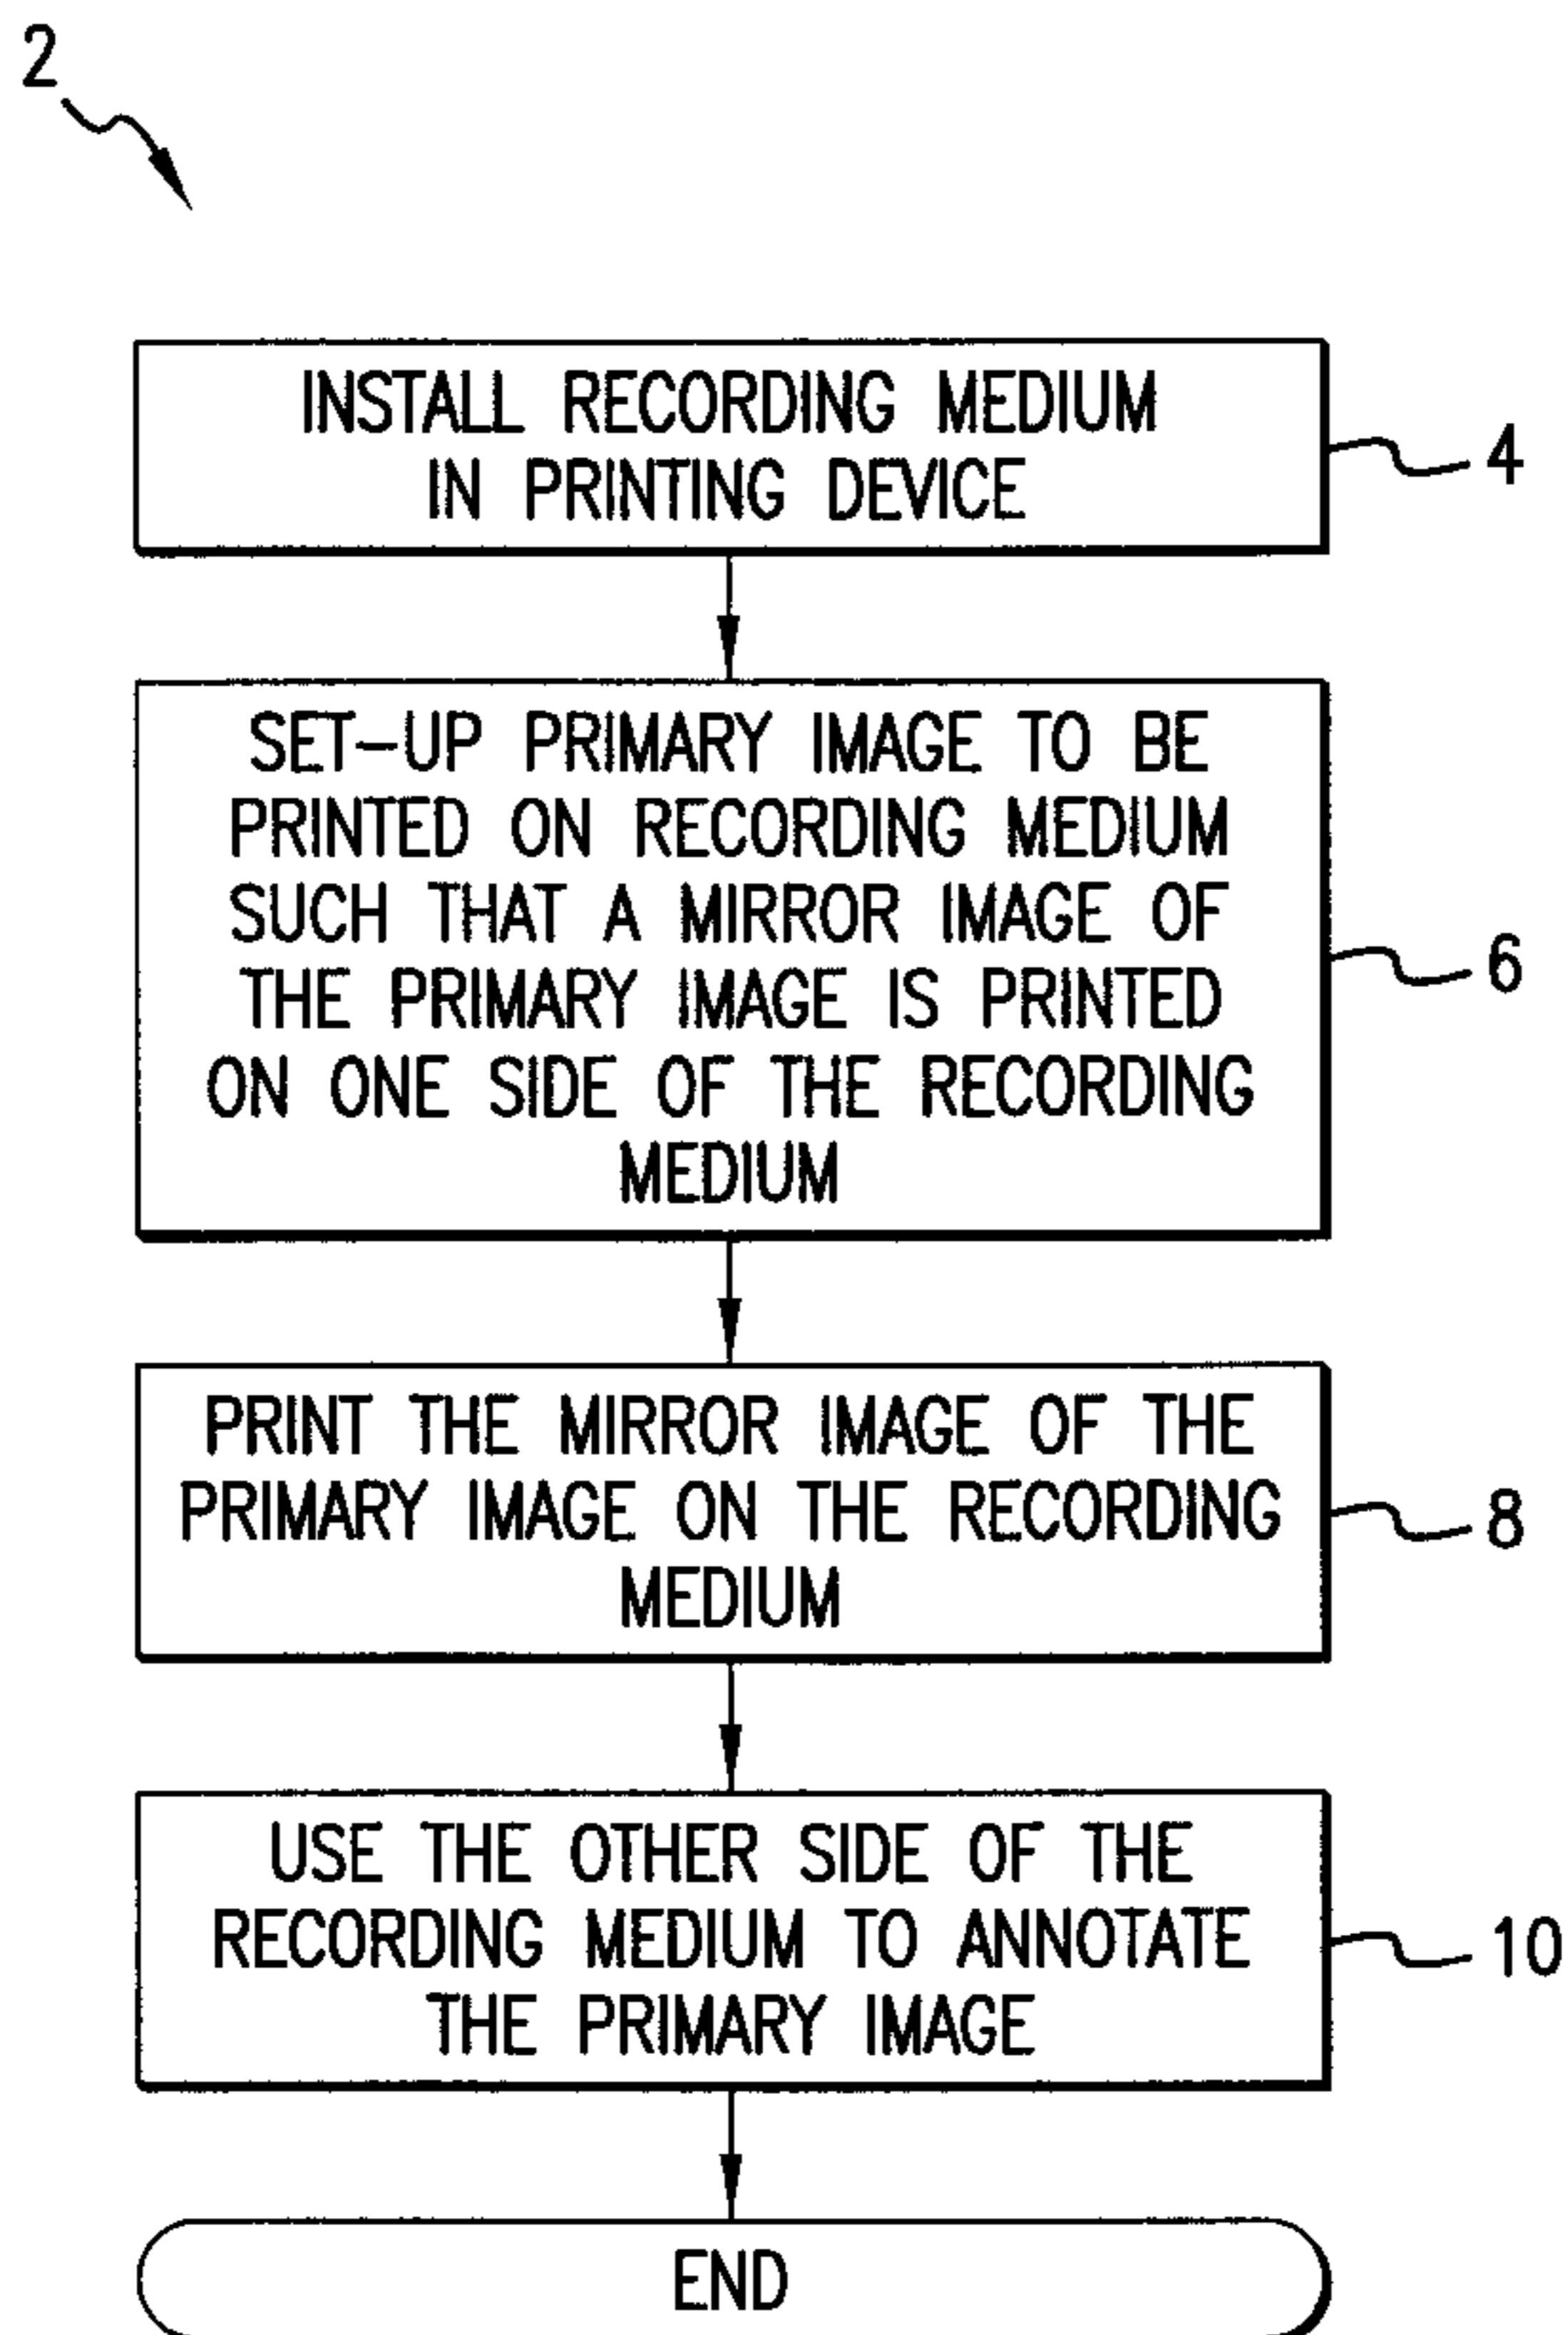 2
INSTALL RECORDING MEDIUM
IN PRINTING DEVICE
4
SET-UP PRIMARY IMAGE TO BE
PRINTED ON RECORDING MEDIUM
SUCH THAT A MIRROR IMAGE OF
THE PRIMARY IMAGE IS PRINTED
ON ONE SIDE OF THE RECORDING
MEDIUM
6
PRINT THE MIRROR IMAGE OF THE
PRIMARY IMAGE ON THE RECORDING
MEDIUM
8
USE THE OTHER SIDE OF THE
RECORDING MEDIUM TO ANNOTATE
THE PRIMARY IMAGE
10
END